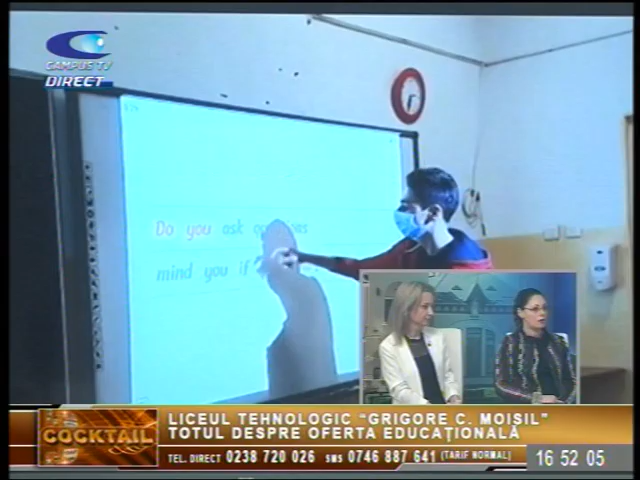 CAMPUS TV
DIRECT
Do you ask
mind you if
LICEUL TEHNOLOGIC "GRIGORE C. MOISIL"
TOTUL DESPRE OFERTA EDUCAŢIONALĂ
COCKTAIL
TEL. DIRECT 0238 720 026 SMS 0746 887 641 (TARIF NORMAL)
16 52 05